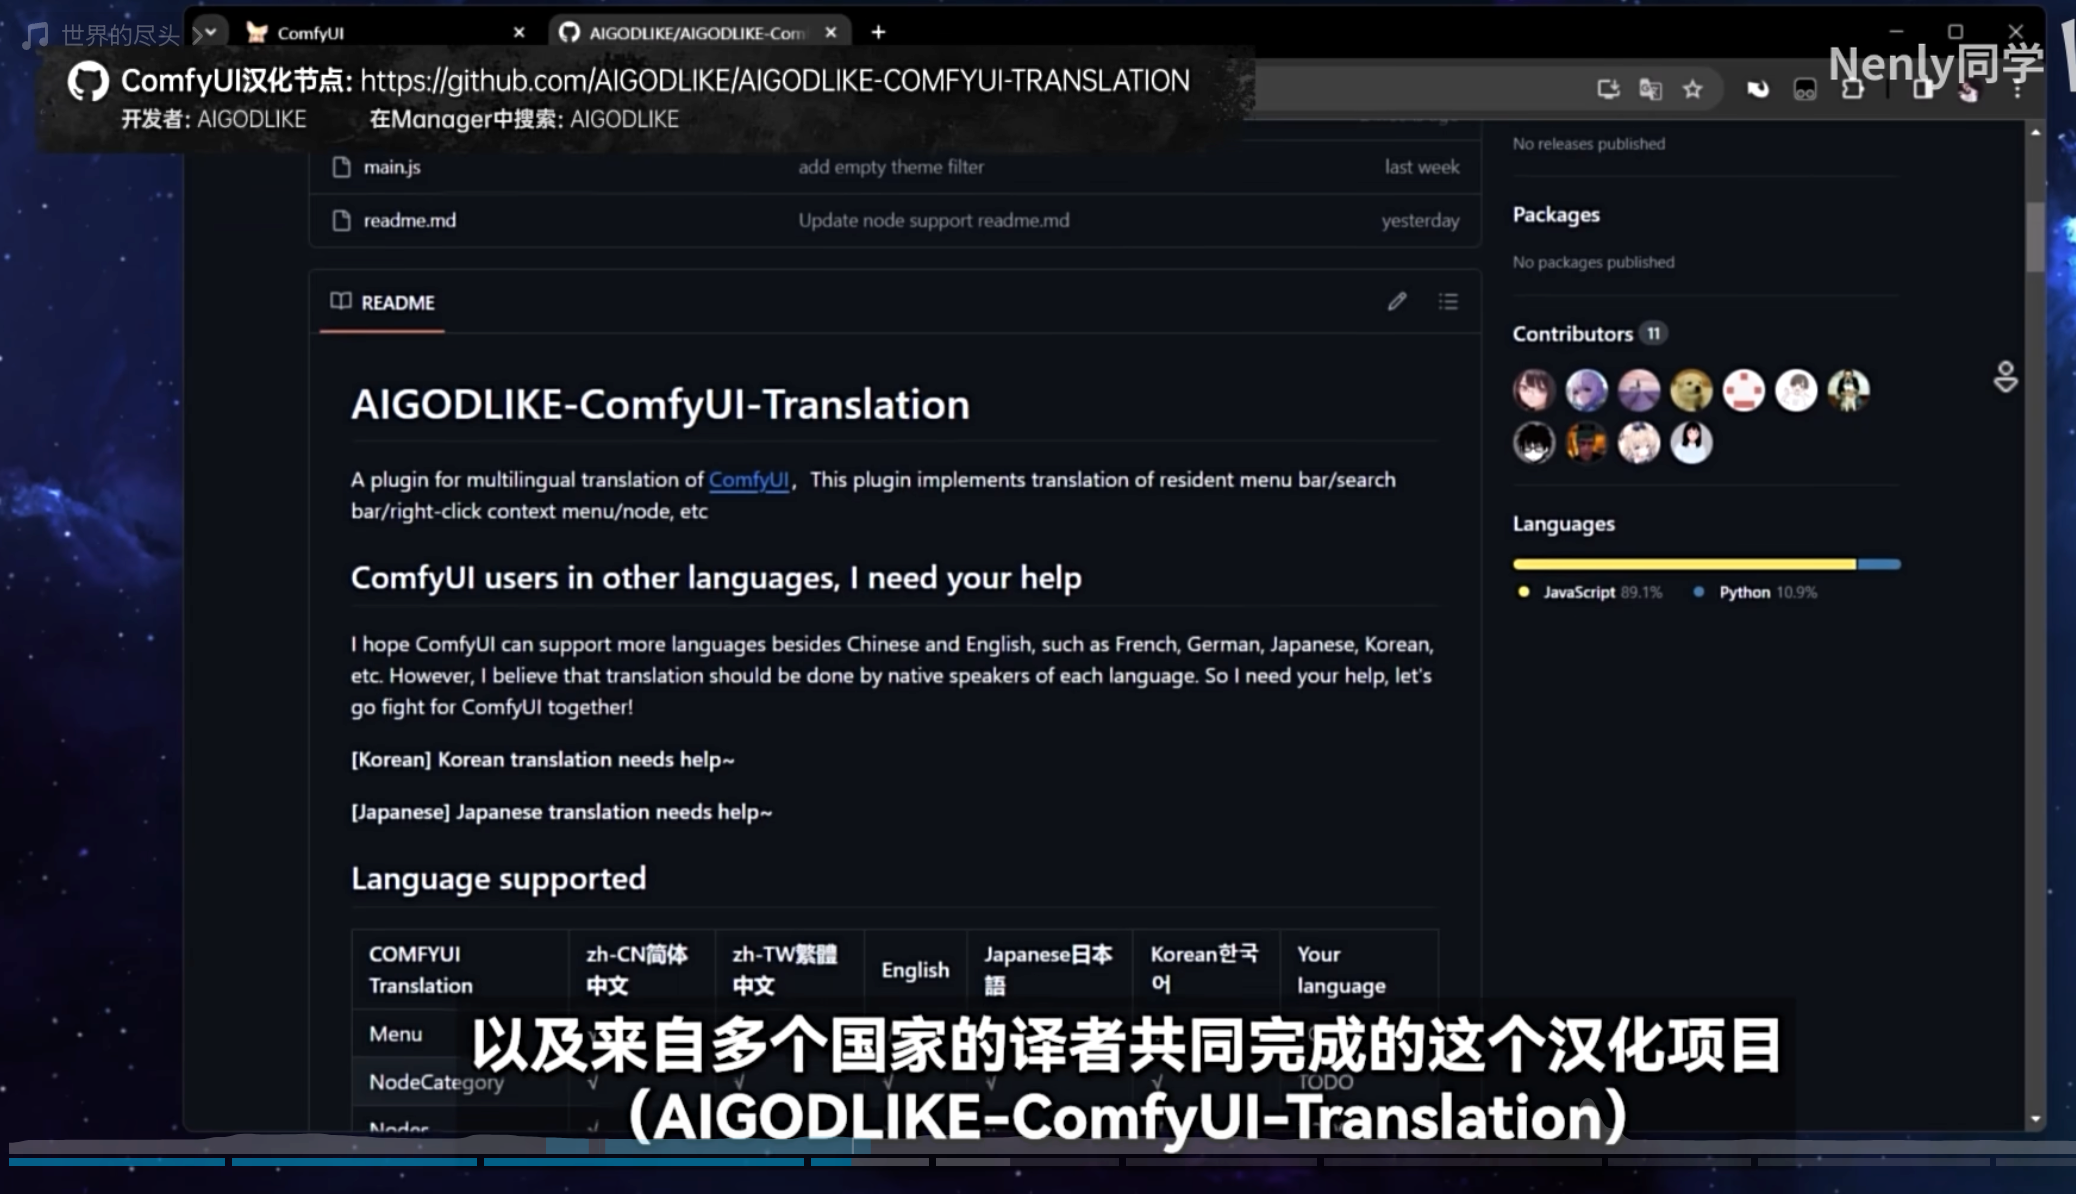 世界的尽头
ComfyUI
AIGODLIKE/AIGODLIKE-Com
Nenly同学
ComfyUI汉化节点: https://github.com/AIGODLIKE/AIGODLIKE-COMFYUI-TRANSLATION
开发者: AIGODLIKE 在Manager中搜索: AIGODLIKE
main.js add empty theme filter last week
readme.md Update node support readme.md yesterday
README
AIGODLIKE-ComfyUI-Translation
A plugin for multilingual translation of ComfyUI，This plugin implements translation of resident menu bar/search
bar/right-click context menu/node, etc
ComfyUI users in other languages, I need your help
I hope ComfyUI can support more languages besides Chinese and English, such as French, German, Japanese, Korean,
etc. However, I believe that translation should be done by native speakers of each language. So I need your help, let's
go fight for ComfyUI together!
[Korean] Korean translation needs help~
[Japanese] Japanese translation needs help~
Language supported
COMFYUI
Translation
zh-CN简体
中文
zh-TW繁體
中文
English
Japanese日本
語
Korean한국
어
Your
language
Menu
NodeCategory √ √ √ √ √ TODO
Nodes
No releases published
Packages
No packages published
Contributors 11
Languages
JavaScript 89.1% Python 10.9%
以及来自多个国家的译者共同完成的这个汉化项目
（AIGODLIKE-ComfyUI-Translation）